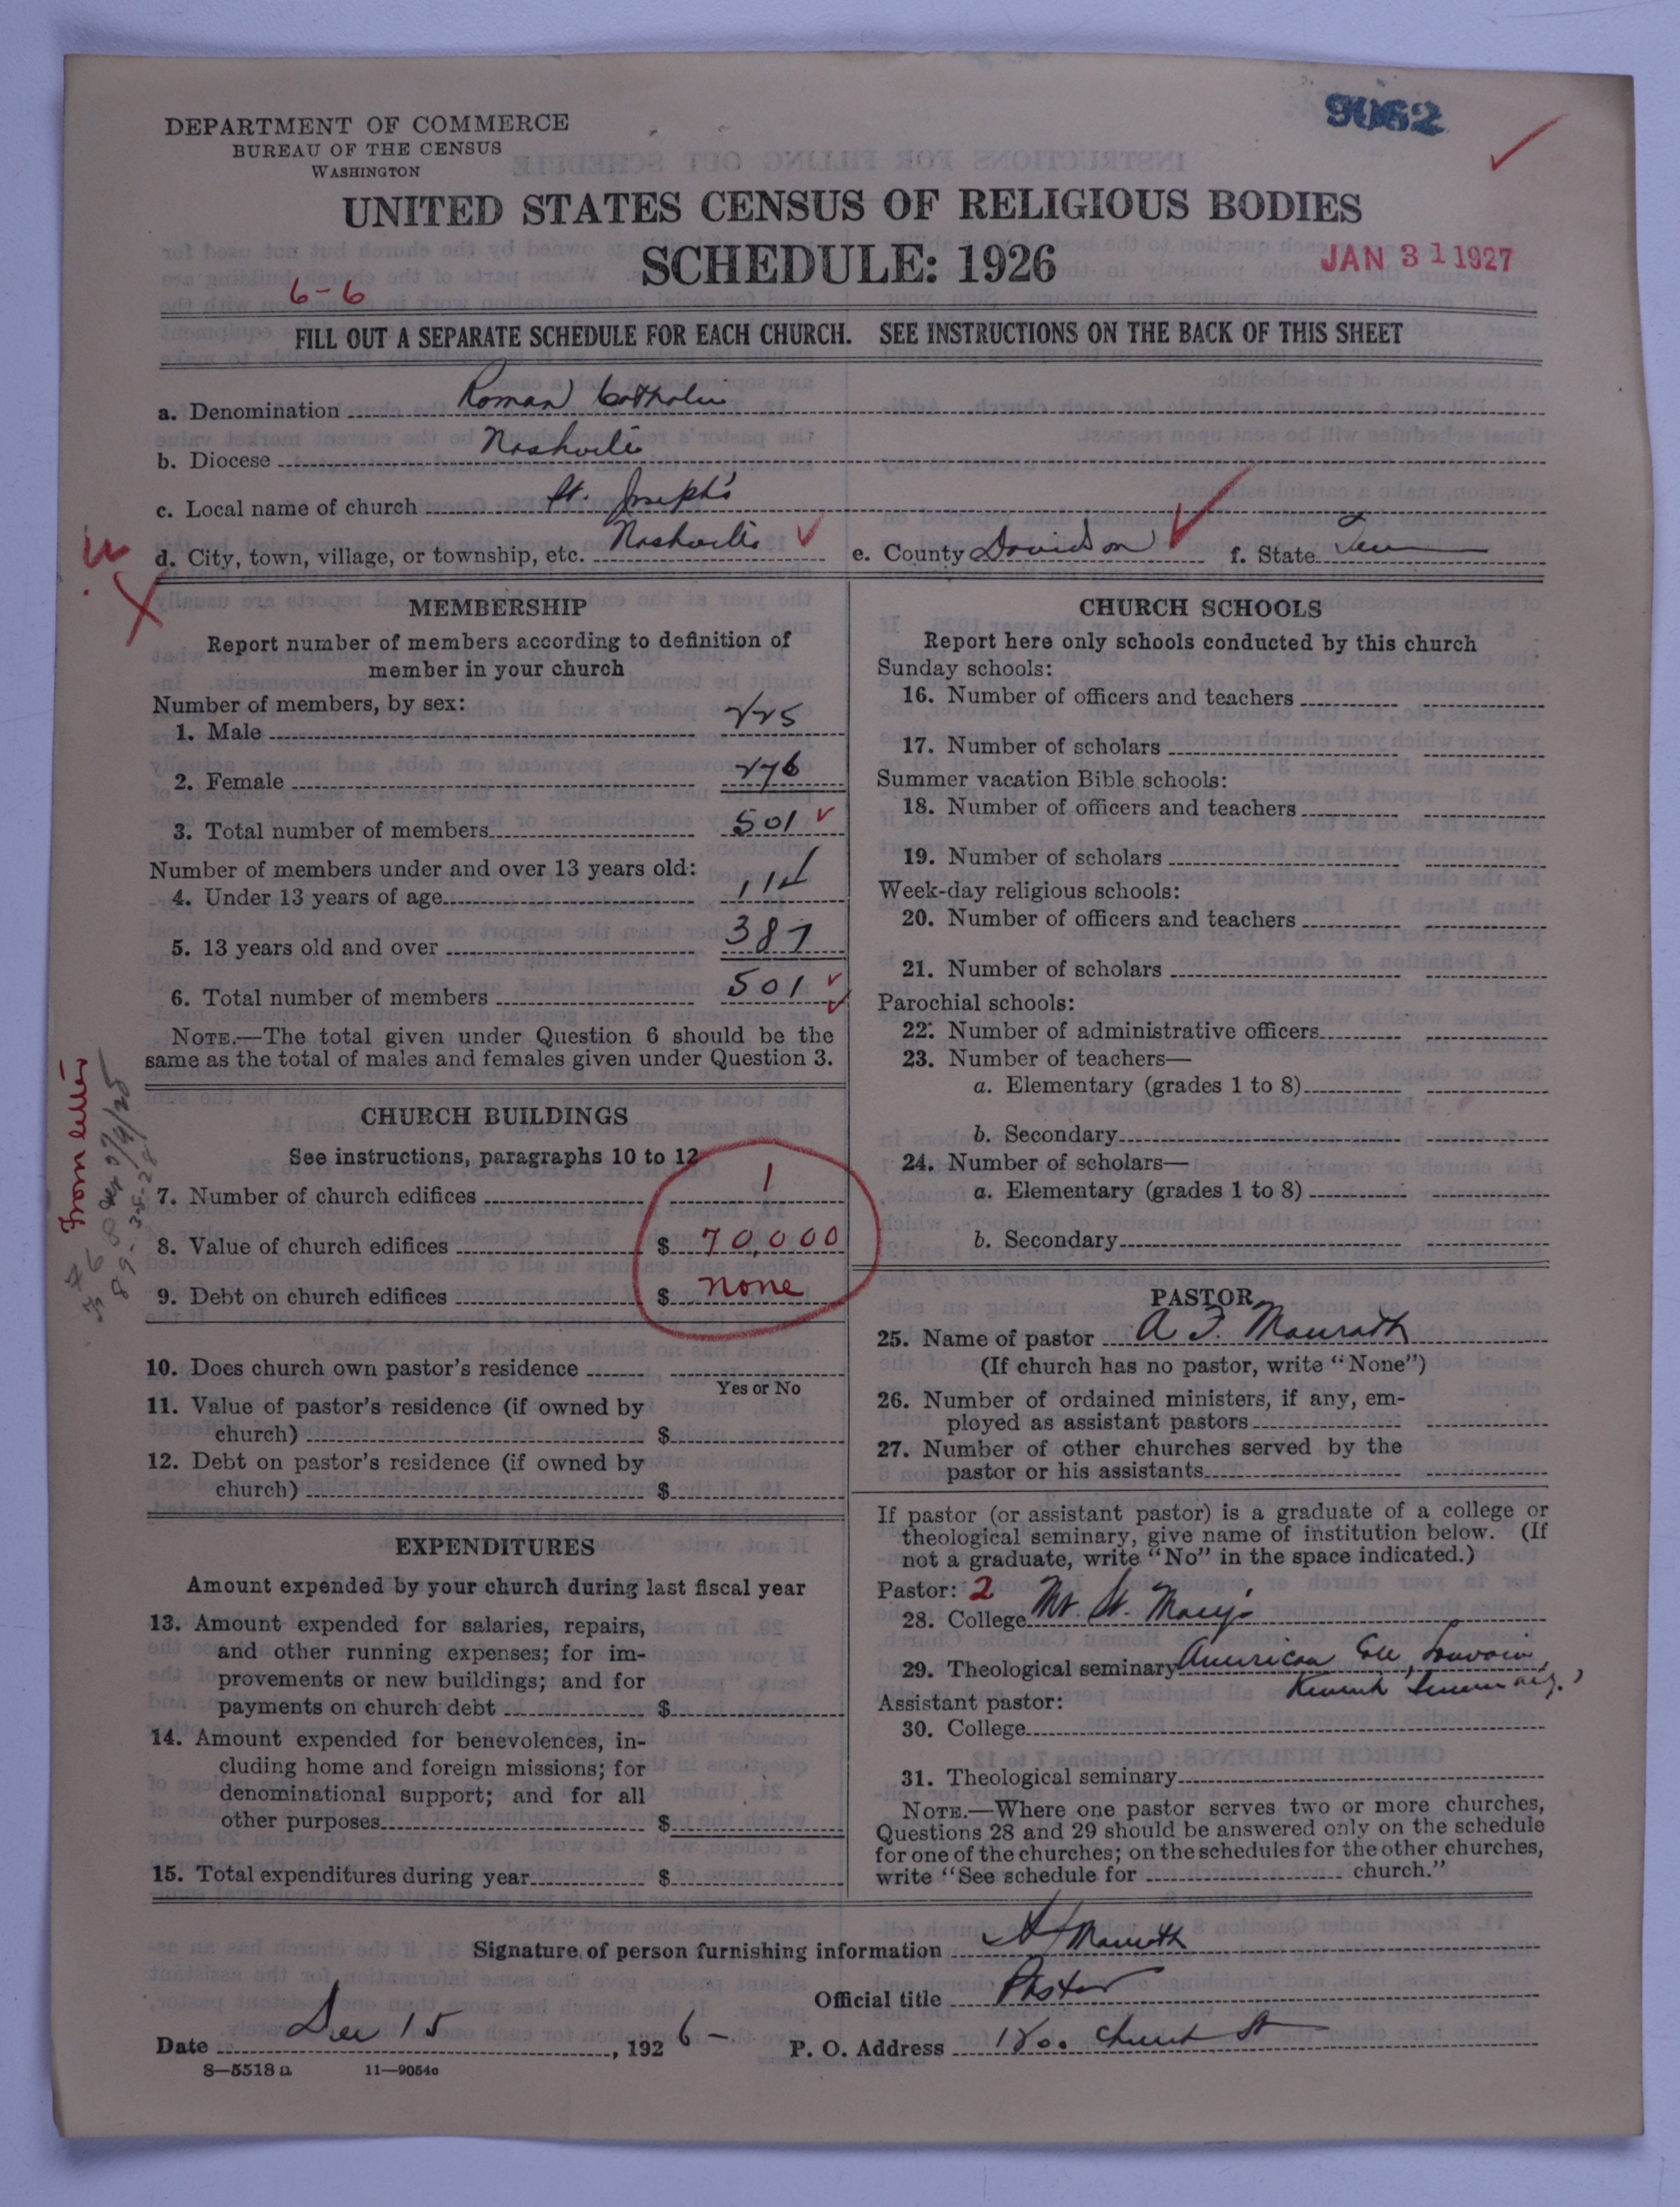 9062
DEPARTMENT OF COMMERCE
BUREAU OF THE CENSUS
WASHINGTON
UNITED STATES CENSUS OF RELIGIOUS BODIES
SCHEDULE: 1926
JAN 31 1927
6-6
FILL OUT A SEPARATE SCHEDULE FOR EACH CHURCH. SEE INSTRUCTIONS ON THE BACK OF THIS SHEET
a. Denomination Roman Catholic
b. Diocese Nashville
c. Local name of church St. Joseph's
d. City, town, village, or township, etc. Nashville e. County Davidson f. State Tenn
MEMBERSHIP
Report number of members according to definition of
member in your church
Number of members, by sex:
1. Male 225
2. Female 276
3. Total number of members 501
Number of members under and over 13 years old:
4. Under 13 years of age 114
5. 13 years old and over 387
6. Total number of members 501
NOTE.—The total given under Question 6 should be the
same as the total of males and females given under Question 3.
From letter
CHURCH BUILDINGS
See instructions, paragraphs 10 to 12
7. Number of church edifices 1
8. Value of church edifices $ 70,000
9. Debt on church edifices $ none
10. Does church own pastor's residence
Yes or No
11. Value of pastor's residence (if owned by
church) $
12. Debt on pastor's residence (if owned by
church) $
EXPENDITURES
Amount expended by your church during last fiscal year
13. Amount expended for salaries, repairs,
and other running expenses; for im-
provements or new buildings; and for
payments on church debt $
14. Amount expended for benevolences, in-
cluding home and foreign missions; for
denominational support; and for all
other purposes $
15. Total expenditures during year $
CHURCH SCHOOLS
Report here only schools conducted by this church
Sunday schools:
16. Number of officers and teachers
17. Number of scholars
Summer vacation Bible schools:
18. Number of officers and teachers
19. Number of scholars
Week-day religious schools:
20. Number of officers and teachers
21. Number of scholars
Parochial schools:
22. Number of administrative officers
23. Number of teachers—
a. Elementary (grades 1 to 8)
b. Secondary
24. Number of scholars—
a. Elementary (grades 1 to 8)
b. Secondary
PASTOR
25. Name of pastor A F. Mourath
(If church has no pastor, write "None")
26. Number of ordained ministers, if any, em-
ployed as assistant pastors
27. Number of other churches served by the
pastor or his assistants
If pastor (or assistant pastor) is a graduate of a college or
theological seminary, give name of institution below. (If
not a graduate, write "No" in the space indicated.)
Pastor: 2
28. College Mt. St. Mary's
29. Theological seminary American Coll, Louvain,
Seminary.
Assistant pastor:
30. College
31. Theological seminary
NOTE.—Where one pastor serves two or more churches,
Questions 28 and 29 should be answered only on the schedule
for one of the churches; on the schedules for the other churches,
write "See schedule for church."
Signature of person furnishing information
Official title Pastor
Date Dec 15, 1926- P. O. Address Church St
8—5518 a 11—9054c